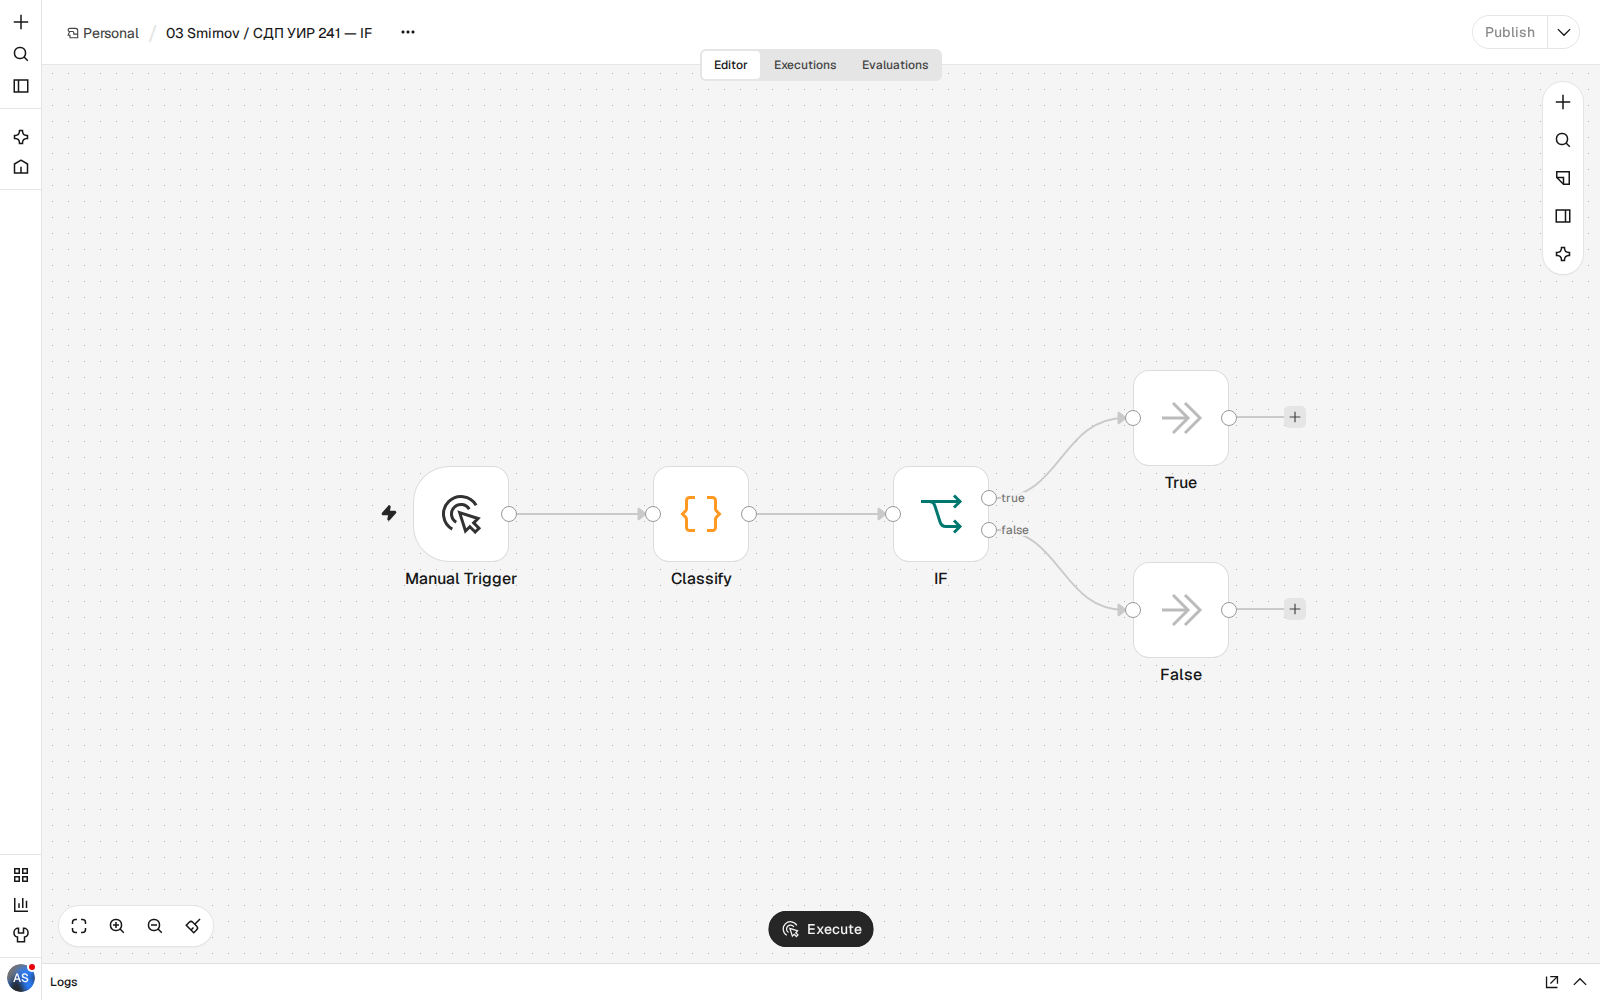 Personal / 03 Smirnov / СДП УИР 241 — IF
Publish
Editor Executions Evaluations
true
false
True
Manual Trigger
Classify
IF
False
Execute
AS
Logs